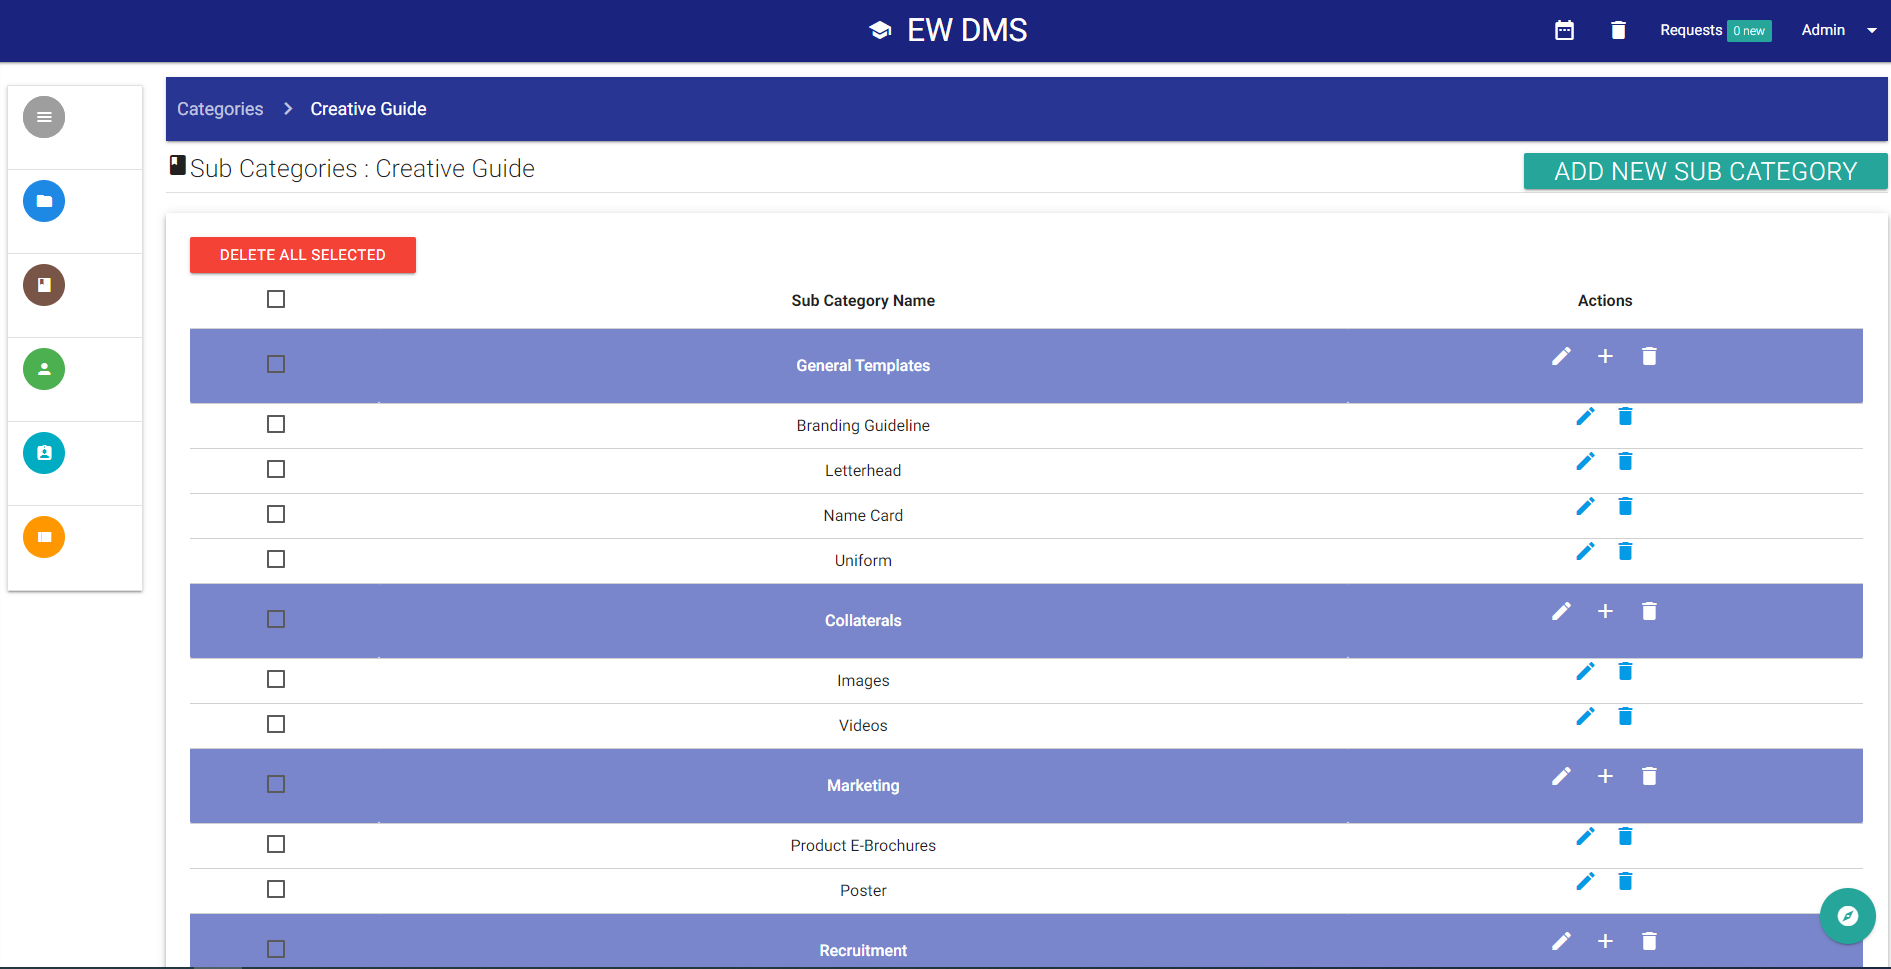 EW DMS
Requests 0 new Admin
Categories Creative Guide
Sub Categories : Creative Guide
ADD NEW SUB CATEGORY
DELETE ALL SELECTED
Sub Category Name Actions
General Templates
Branding Guideline
Letterhead
Name Card
Uniform
Collaterals
Images
Videos
Marketing
Product E-Brochures
Poster
Recruitment